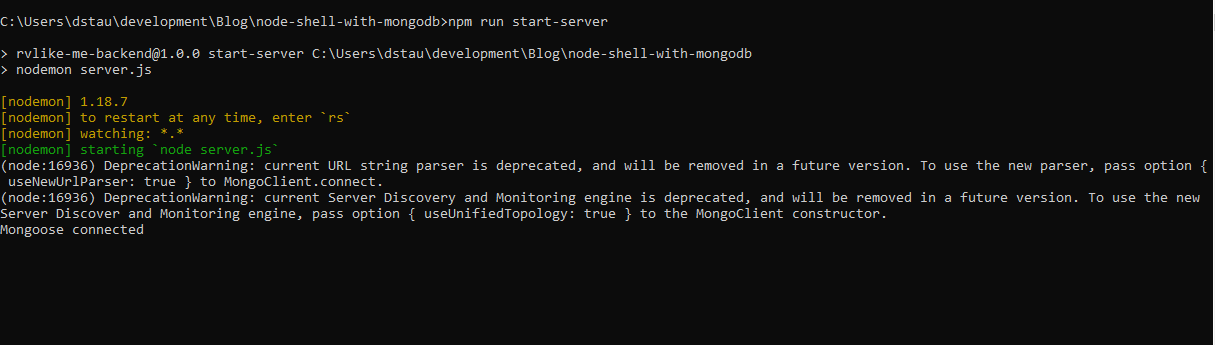 C:\Users\dstau\development\Blog\node-shell-with-mongodb>npm run start-server
> rvlike-me-backend@1.0.0 start-server C:\Users\dstau\development\Blog\node-shell-with-mongodb
> nodemon server.js
[nodemon] 1.18.7
[nodemon] to restart at any time, enter `rs`
[nodemon] watching: *.*
[nodemon] starting `node server.js`
(node:16936) DeprecationWarning: current URL string parser is deprecated, and will be removed in a future version. To use the new parser, pass option {
 useNewUrlParser: true } to MongoClient.connect.
(node:16936) DeprecationWarning: current Server Discovery and Monitoring engine is deprecated, and will be removed in a future version. To use the new
Server Discover and Monitoring engine, pass option { useUnifiedTopology: true } to the MongoClient constructor.
Mongoose connected